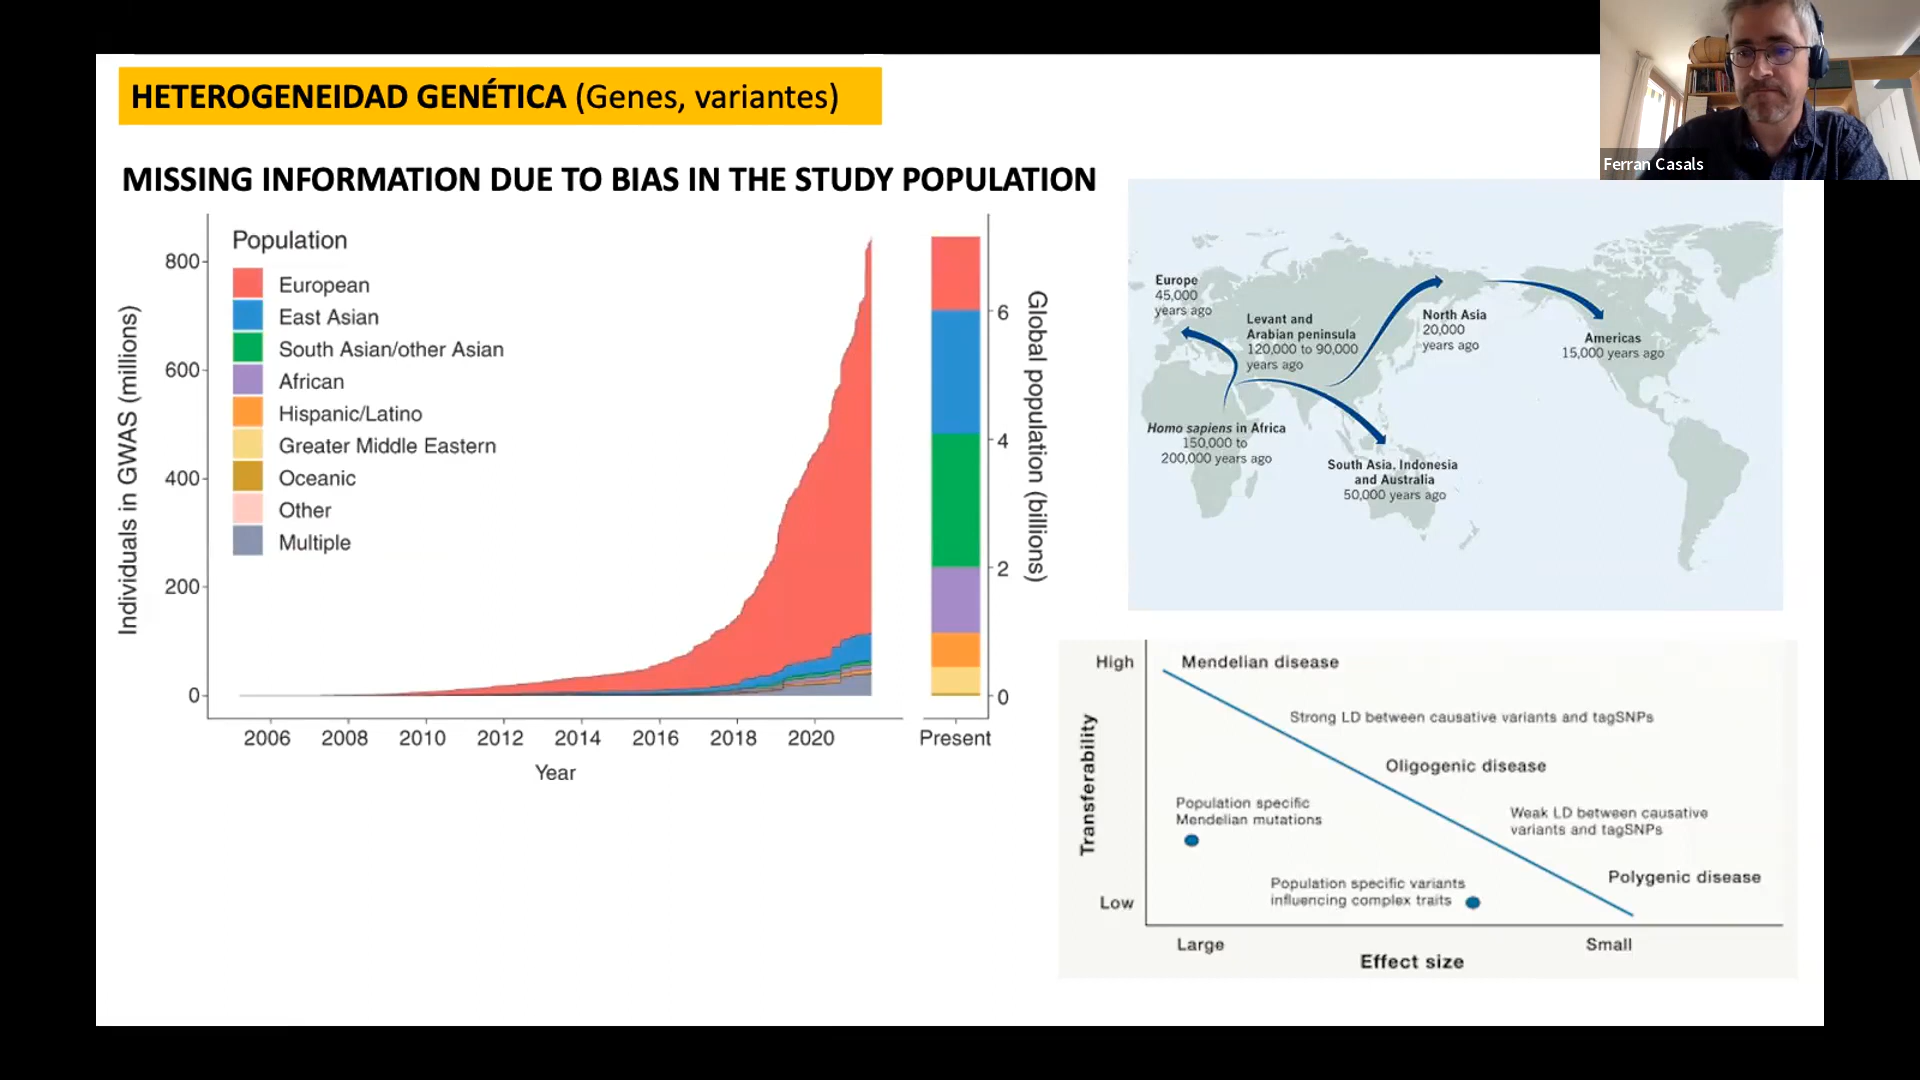 HETEROGENEIDAD GENÉTICA (Genes, variantes)
MISSING INFORMATION DUE TO BIAS IN THE STUDY POPULATION
Ferran Casals
Population
European
East Asian
South Asian/other Asian
African
Hispanic/Latino
Greater Middle Eastern
Oceanic
Other
Multiple
Individuals in GWAS (millions)
800
600
400
200
0
2006 2008 2010 2012 2014 2016 2018 2020
Year
6
4
2
0
Global population (billions)
Present
Europe
45,000
years ago
Levant and
Arabian peninsula
120,000 to 90,000
years ago
North Asia
20,000
years ago
Americas
15,000 years ago
Homo sapiens in Africa
150,000 to
200,000 years ago
South Asia, Indonesia
and Australia
50,000 years ago
High
Transferability
Low
Mendelian disease
Strong LD between causative variants and tagSNPs
Oligogenic disease
Population specific
Mendelian mutations
Weak LD between causative
variants and tagSNPs
Polygenic disease
Population specific variants
influencing complex traits
Large
Small
Effect size